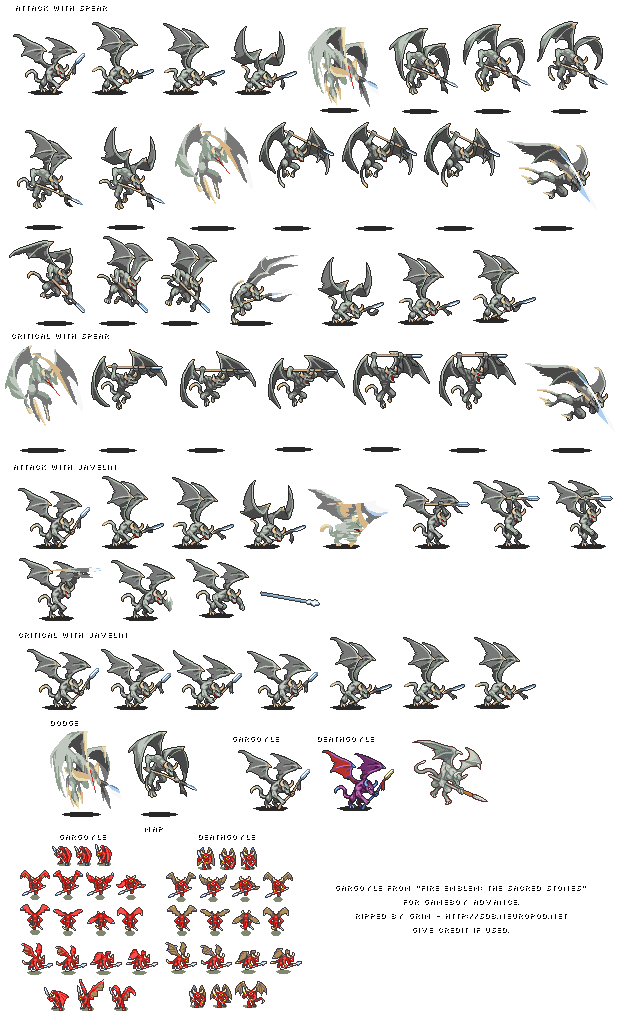 ATTACK WITH SPEAR
CRITICAL WITH SPEAR
ATTACK WITH JAVELIN
CRITICAL WITH JAVELIN
DODGE
GARGOYLE
DEATHGOYLE
MAP
GARGOYLE
DEATHGOYLE
GARGOYLE FROM "FIRE EMBLEM: THE SACRED STONES"
FOR GAMEBOY ADVANCE.
RIPPED BY GRIM - HTTP://SDB.NEUROPOD.NET
GIVE CREDIT IF USED.